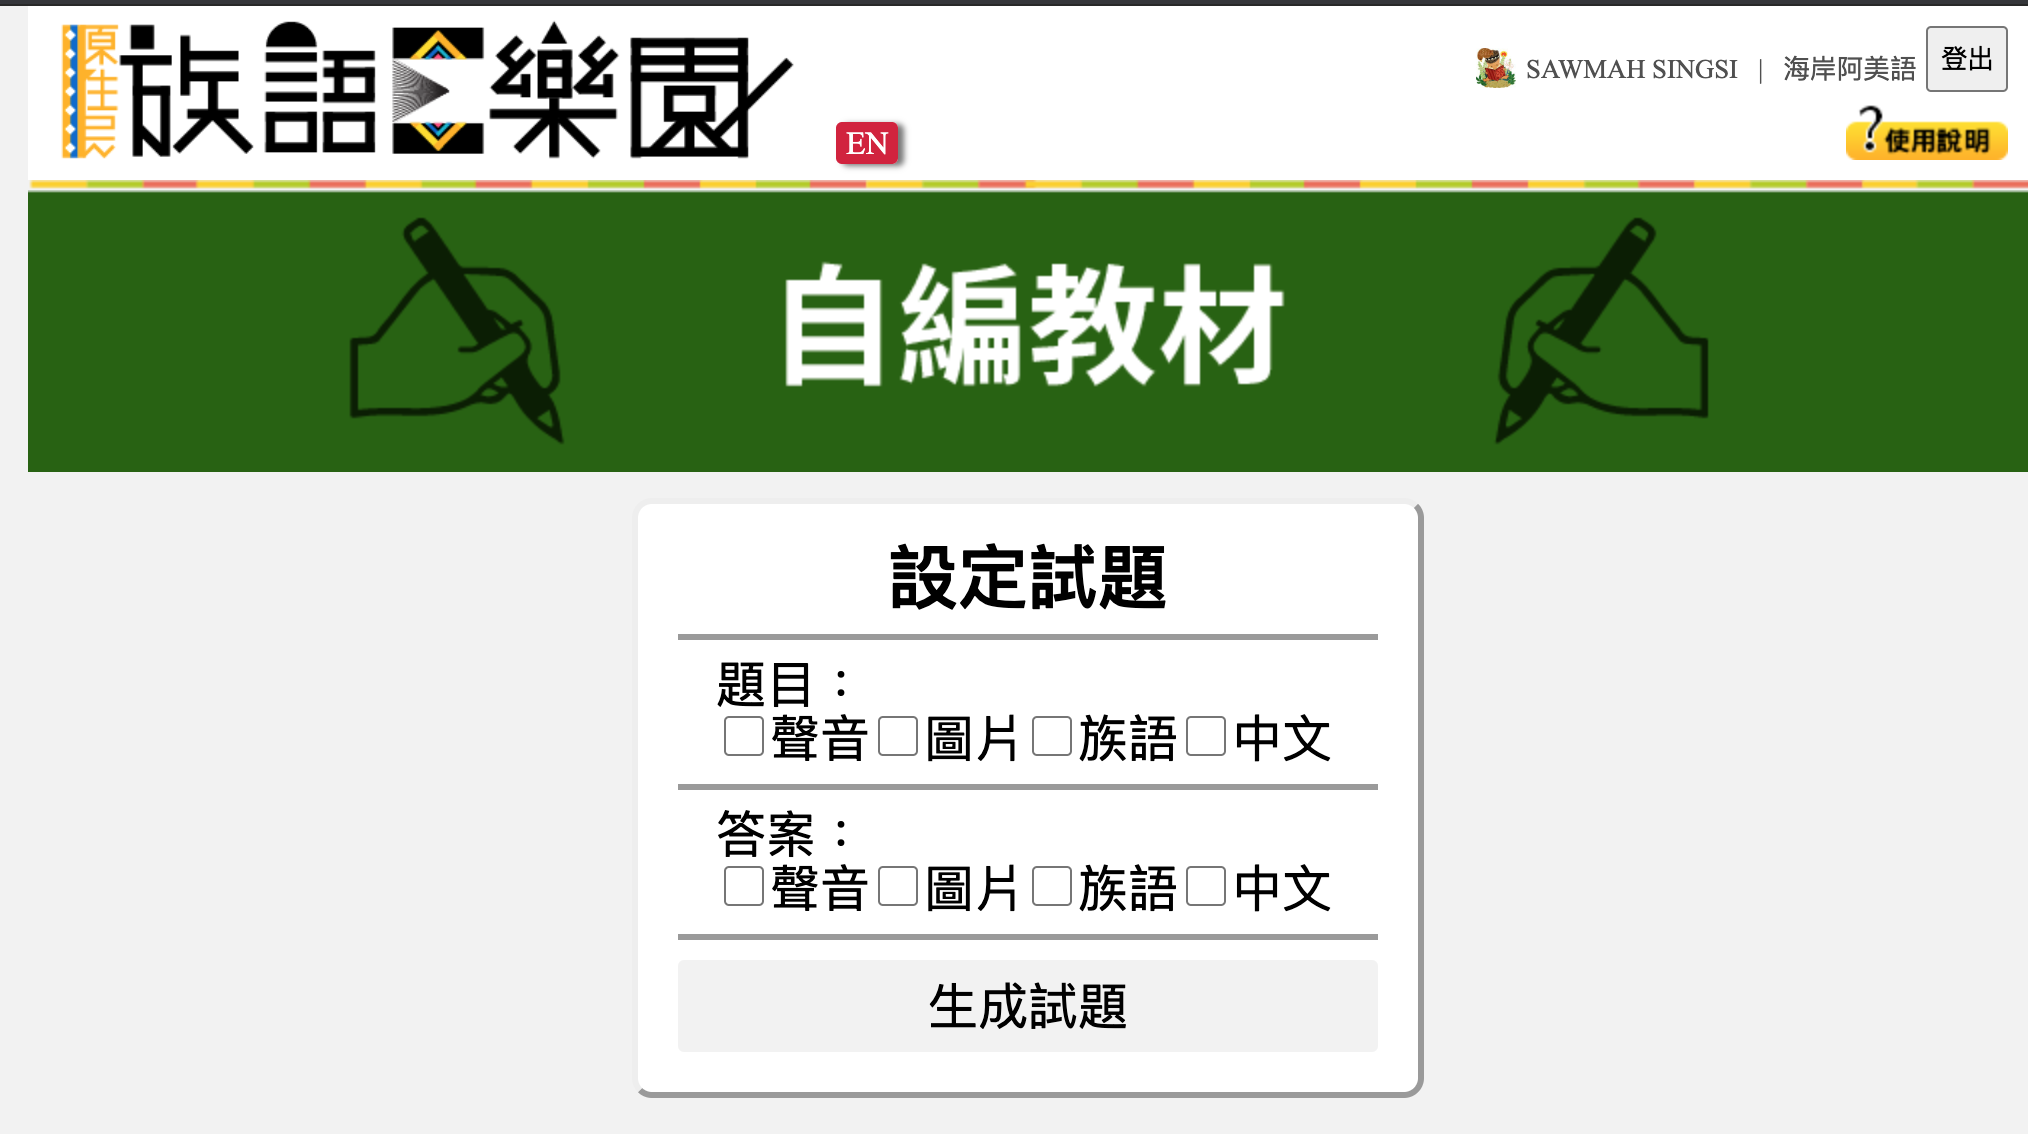 原住民
族語E樂園
EN
SAWMAH SINGSI | 海岸阿美語
登出
?使用說明
自編教材
設定試題
題目：
聲音 圖片 族語 中文
答案：
聲音 圖片 族語 中文
生成試題